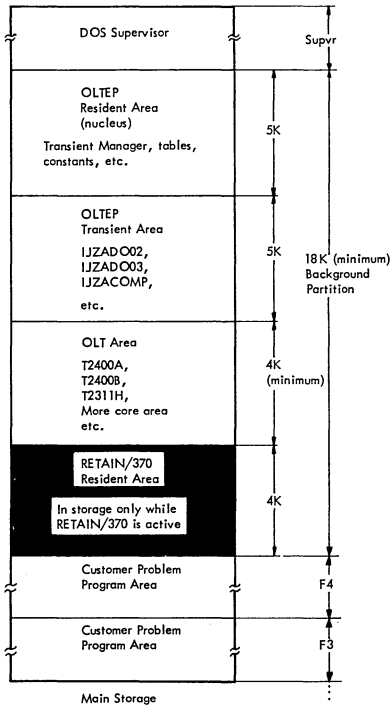 DOS Supervisor
Supvr
OLTEP
Resident Area
(nucleus)
Transient Manager, tables,
constants, etc.
5K
OLTEP
Transient Area
IJZADO02,
IJZADO03,
IJZACOMP,
etc.
5K
18K (minimum)
Background
Partition
OLT Area
T2400A,
T2400B,
T2311H,
More core area
etc.
4K
(minimum)
RETAIN/370
Resident Area
In storage only while
RETAIN/370 is active
4K
Customer Problem
Program Area
F4
Customer Problem
Program Area
F3
Main Storage